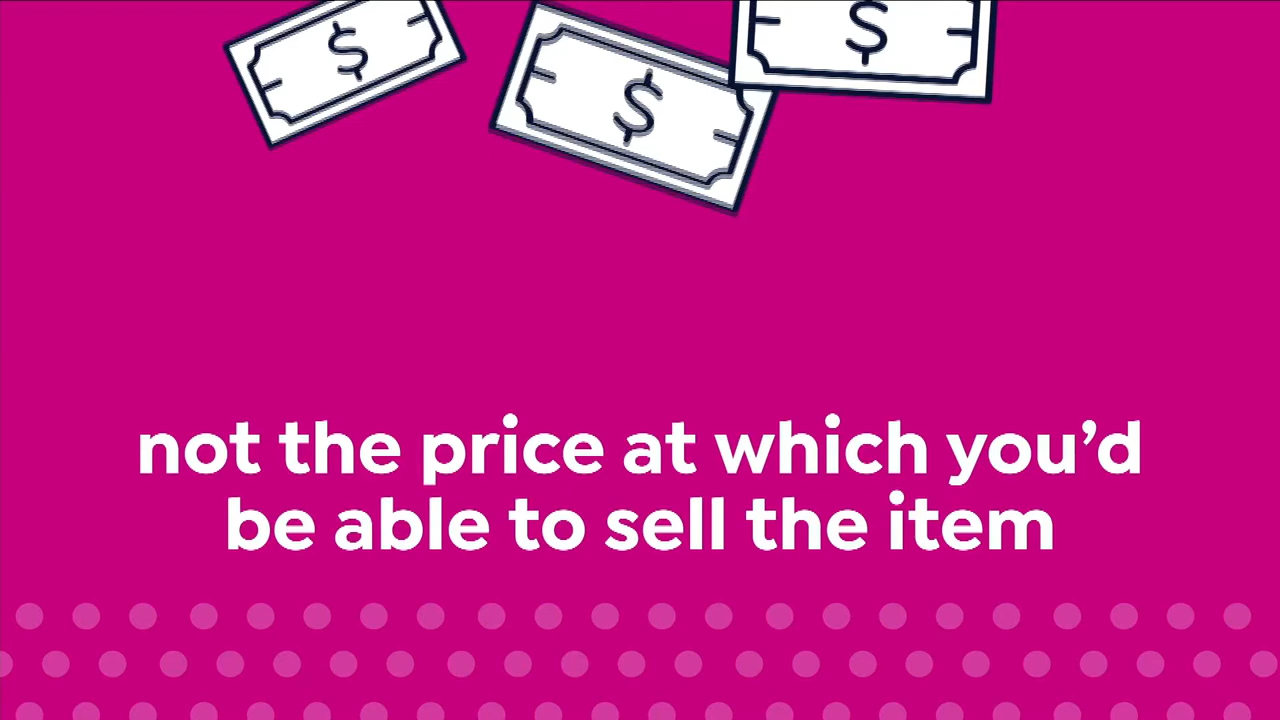 $
$
$
not the price at which you’d
be able to sell the item